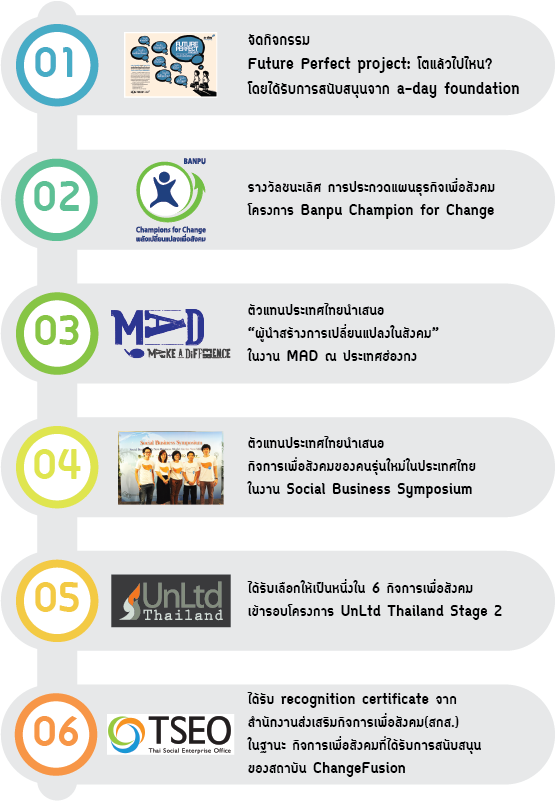 01
FUTURE
PERFECT
จัดกิจกรรม
Future Perfect project: โตแล้วไปไหน?
โดยได้รับการสนับสนุนจาก a-day foundation
02
BANPU
Champions for Change
พลังเปลี่ยนแปลงเพื่อสังคม
รางวัลชนะเลิศ การประกวดแผนธุรกิจเพื่อสังคม
โครงการ Banpu Champion for Change
03
MAD
MAKE A DIFFERENCE
ตัวแทนประเทศไทยนำเสนอ
“ผู้นำสร้างการเปลี่ยนแปลงในสังคม”
ในงาน MAD ณ ประเทศฮ่องกง
04
Social Business Symposium
ตัวแทนประเทศไทยนำเสนอ
กิจการเพื่อสังคมของคนรุ่นใหม่ในประเทศไทย
ในงาน Social Business Symposium
05
UnLtd
Thailand
ได้รับเลือกให้เป็นหนึ่งใน 6 กิจการเพื่อสังคม
เข้ารอบโครงการ UnLtd Thailand Stage 2
06
TSEO
Thai Social Enterprise Office
ได้รับ recognition certificate จาก
สำนักงานส่งเสริมกิจการเพื่อสังคม(สกส.)
ในฐานะ กิจการเพื่อสังคมที่ได้รับการสนับสนุน
ของสถาบัน ChangeFusion